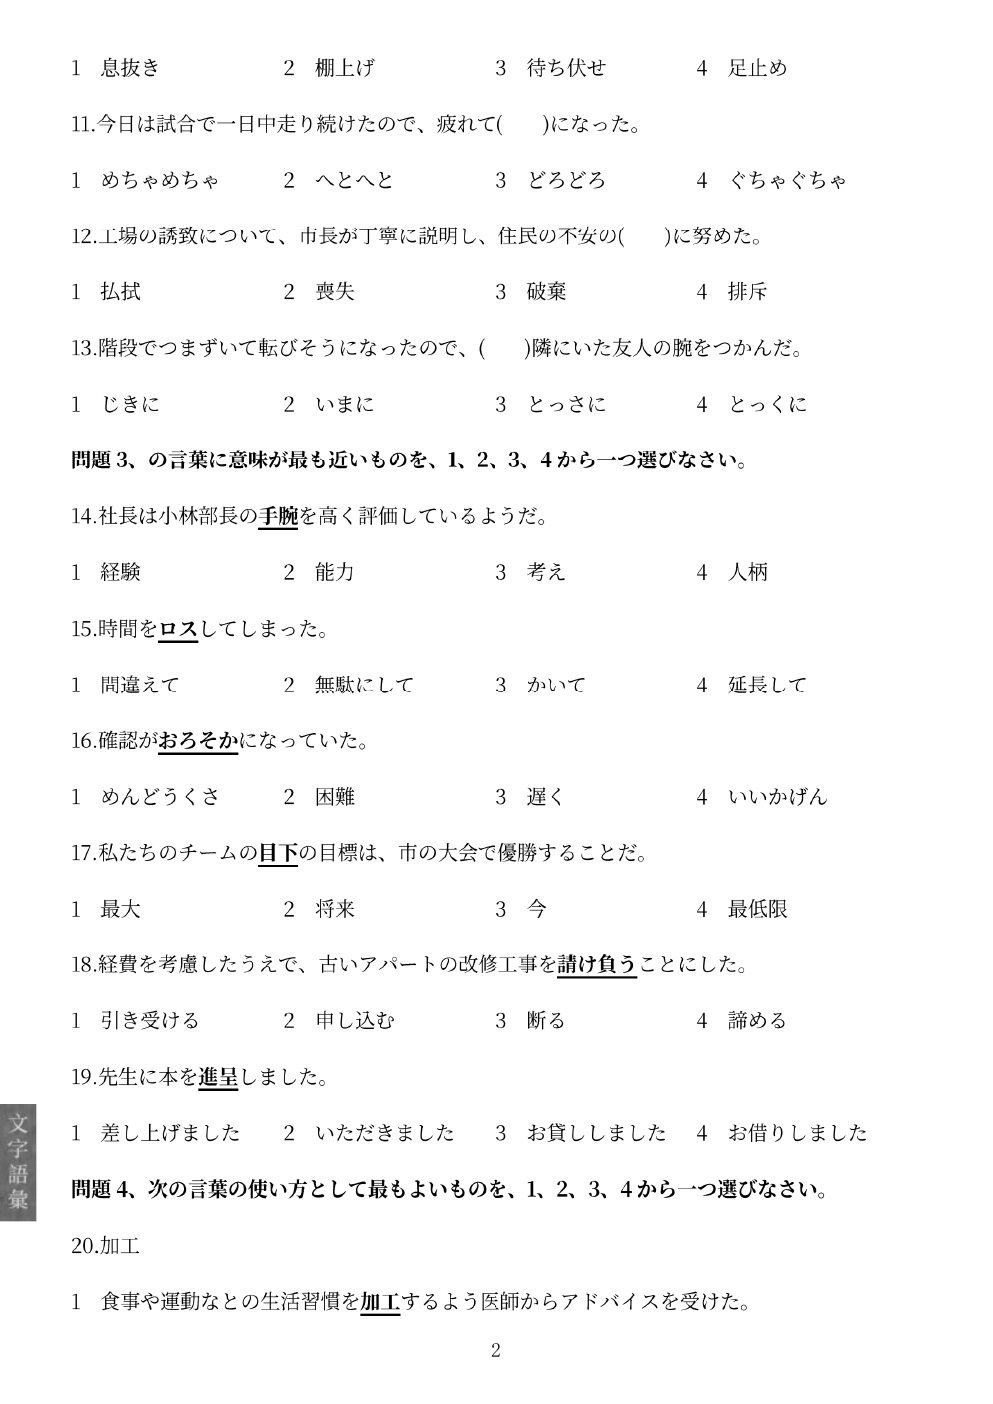 1 息抜き 2 棚上げ 3 待ち伏せ 4 足止め
11.今日は試合で一日中走り続けたので、疲れて(  )になった。
1 めちゃめちゃ 2 へとへと 3 どろどろ 4 ぐちゃぐちゃ
12.工場の誘致について、市長が丁寧に説明し、住民の不安の(  )に努めた。
1 払拭 2 喪失 3 破棄 4 排斥
13.階段でつまずいて転びそうになったので、(  )隣にいた友人の腕をつかんだ。
1 じきに 2 いまに 3 とっさに 4 とっくに
問題 3、の言葉に意味が最も近いものを、1、2、3、4 から一つ選びなさい。
14.社長は小林部長の手腕を高く評価しているようだ。
1 経験 2 能力 3 考え 4 人柄
15.時間をロスしてしまった。
1 間違えて 2 無駄にして 3 かいて 4 延長して
16.確認がおろそかになっていた。
1 めんどうくさ 2 困難 3 遅く 4 いいかげん
17.私たちのチームの目下の目標は、市の大会で優勝することだ。
1 最大 2 将来 3 今 4 最低限
18.経費を考慮したうえで、古いアパートの改修工事を請け負うことにした。
1 引き受ける 2 申し込む 3 断る 4 諦める
19.先生に本を進呈しました。
1 差し上げました 2 いただきました 3 お貸ししました 4 お借りしました
文字語彙
問題 4、次の言葉の使い方として最もよいものを、1、2、3、4 から一つ選びなさい。
20.加工
1 食事や運動なとの生活習慣を加工するよう医師からアドバイスを受けた。
2